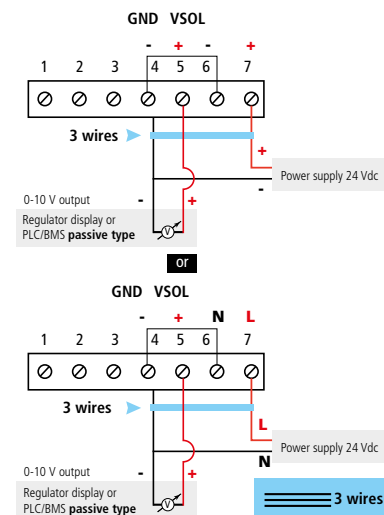 GND VSOL
- + - +
1 2 3 4 5 6 7
3 wires
+
Power supply 24 Vdc
-
0-10 V output - +
Regulator display or
PLC/BMS passive type
V
or
GND VSOL
- + N L
1 2 3 4 5 6 7
3 wires
L
Power supply 24 Vdc
N
0-10 V output - +
Regulator display or
PLC/BMS passive type
V
3 wires